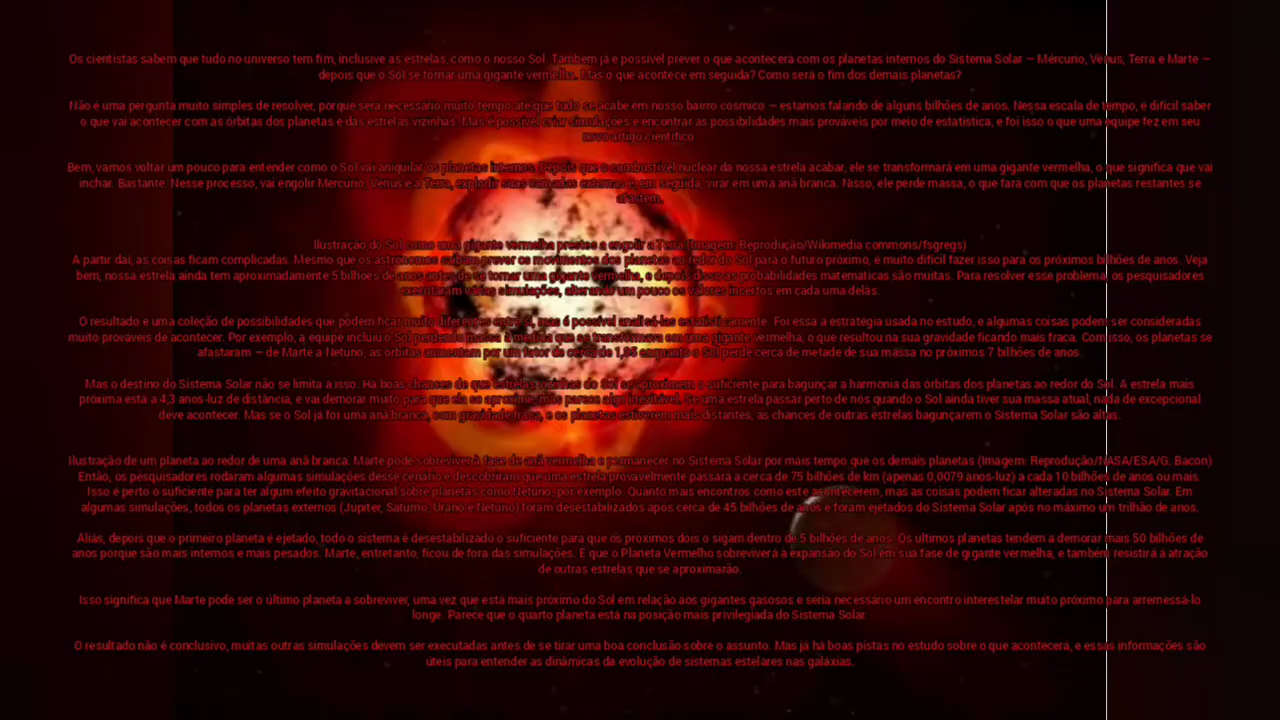 Os cientistas sabem que tudo no universo tem fim, inclusive as estrelas, como o nosso Sol. Também já é possível prever o que acontecerá com os planetas internos do Sistema Solar — Mércurio, Vênus, Terra e Marte —
depois que o Sol se tornar uma gigante vermelha. Mas o que acontece em seguida? Como será o fim dos demais planetas?
Não é uma pergunta muito simples de resolver, porque será necessário muito tempo até que tudo se acabe em nosso bairro cósmico — estamos falando de alguns bilhões de anos. Nessa escala de tempo, é difícil saber
o que vai acontecer com as órbitas dos planetas e das estrelas vizinhas. Mas é possível criar simulações e encontrar as possibilidades mais prováveis por meio de estatística, e foi isso o que uma equipe fez em seu
novo artigo científico
Bem, vamos voltar um pouco para entender como o Sol vai aniquilar os planetas internos. Depois que o combustível nuclear da nossa estrela acabar, ele se transformará em uma gigante vermelha, o que significa que vai
inchar. Bastante. Nesse processo, vai engolir Mercúrio, Vênus e a Terra, explodir suas camadas externas e, em seguida, virar em uma anã branca. Nisso, ele perde massa, o que fará com que os planetas restantes se
afastem.
Ilustração do Sol como uma gigante vermelha prestes a engolir a Terra (Imagem: Reprodução/Wikimedia commons/fsgregs)
A partir daí, as coisas ficam complicadas. Mesmo que os astrônomos saibam prever os movimentos dos planetas ao redor do Sol para o futuro próximo, é muito difícil fazer isso para os próximos bilhões de anos. Veja
bem, nossa estrela ainda tem aproximadamente 5 bilhões de anos antes de se tornar uma gigante vermelha, e depois disso as probabilidades matemáticas são muitas. Para resolver esse problema, os pesquisadores
executaram várias simulações, alterando um pouco os valores incertos em cada uma delas.
O resultado é uma coleção de possibilidades que podem ficar muito diferentes entre si, mas é possível analisá-las estatisticamente. Foi essa a estratégia usada no estudo, e algumas coisas podem ser consideradas
muito prováveis de acontecer. Por exemplo, a equipe incluiu o Sol perdendo massa à medida que se transformava em uma gigante vermelha, o que resultou na sua gravidade ficando mais fraca. Com isso, os planetas se
afastaram — de Marte a Netuno, as órbitas aumentam por um fator de cerca de 1,85 enquanto o Sol perde cerca de metade de sua massa no próximos 7 bilhões de anos.
Mas o destino do Sistema Solar não se limita a isso. Há boas chances de que estrelas vizinhas do Sol se aproximem o suficiente para bagunçar a harmonia das órbitas dos planetas ao redor do Sol. A estrela mais
próxima está a 4,3 anos-luz de distância, e vai demorar muito para que ela se aproxime, mas parece algo inevitável. Se uma estrela passar perto de nós quando o Sol ainda tiver sua massa atual, nada de excepcional
deve acontecer. Mas se o Sol já for uma anã branca, com gravidade fraca, e os planetas estiverem mais distantes, as chances de outras estrelas bagunçarem o Sistema Solar são altas.
Ilustração de um planeta ao redor de uma anã branca. Marte pode sobreviver à fase de anã vermelha e permanecer no Sistema Solar por mais tempo que os demais planetas (Imagem: Reprodução/NASA/ESA/G. Bacon)
Então, os pesquisadores rodaram algumas simulações desse cenário e descobriram que uma estrela provavelmente passará a cerca de 75 bilhões de km (apenas 0,0079 anos-luz) a cada 10 bilhões de anos ou mais.
Isso é perto o suficiente para ter algum efeito gravitacional sobre planetas como Netuno, por exemplo. Quanto mais encontros como este acontecerem, mas as coisas podem ficar alteradas no Sistema Solar. Em
algumas simulações, todos os planetas externos (Júpiter, Saturno, Urano e Netuno) foram desestabilizados após cerca de 45 bilhões de anos e foram ejetados do Sistema Solar após no máximo um trilhão de anos.
Aliás, depois que o primeiro planeta é ejetado, todo o sistema é desestabilizado o suficiente para que os próximos dois o sigam dentro de 5 bilhões de anos. Os últimos planetas tendem a demorar mais 50 bilhões de
anos porque são mais internos e mais pesados. Marte, entretanto, ficou de fora das simulações. É que o Planeta Vermelho sobreviverá à expansão do Sol em sua fase de gigante vermelha, e também resistirá à atração
de outras estrelas que se aproximarão.
Isso significa que Marte pode ser o último planeta a sobreviver, uma vez que está mais próximo do Sol em relação aos gigantes gasosos e seria necessário um encontro interestelar muito próximo para arremessá-lo
longe. Parece que o quarto planeta está na posição mais privilegiada do Sistema Solar.
O resultado não é conclusivo, muitas outras simulações devem ser executadas antes de se tirar uma boa conclusão sobre o assunto. Mas já há boas pistas no estudo sobre o que acontecerá, e essas informações são
úteis para entender as dinâmicas da evolução de sistemas estelares nas galáxias.